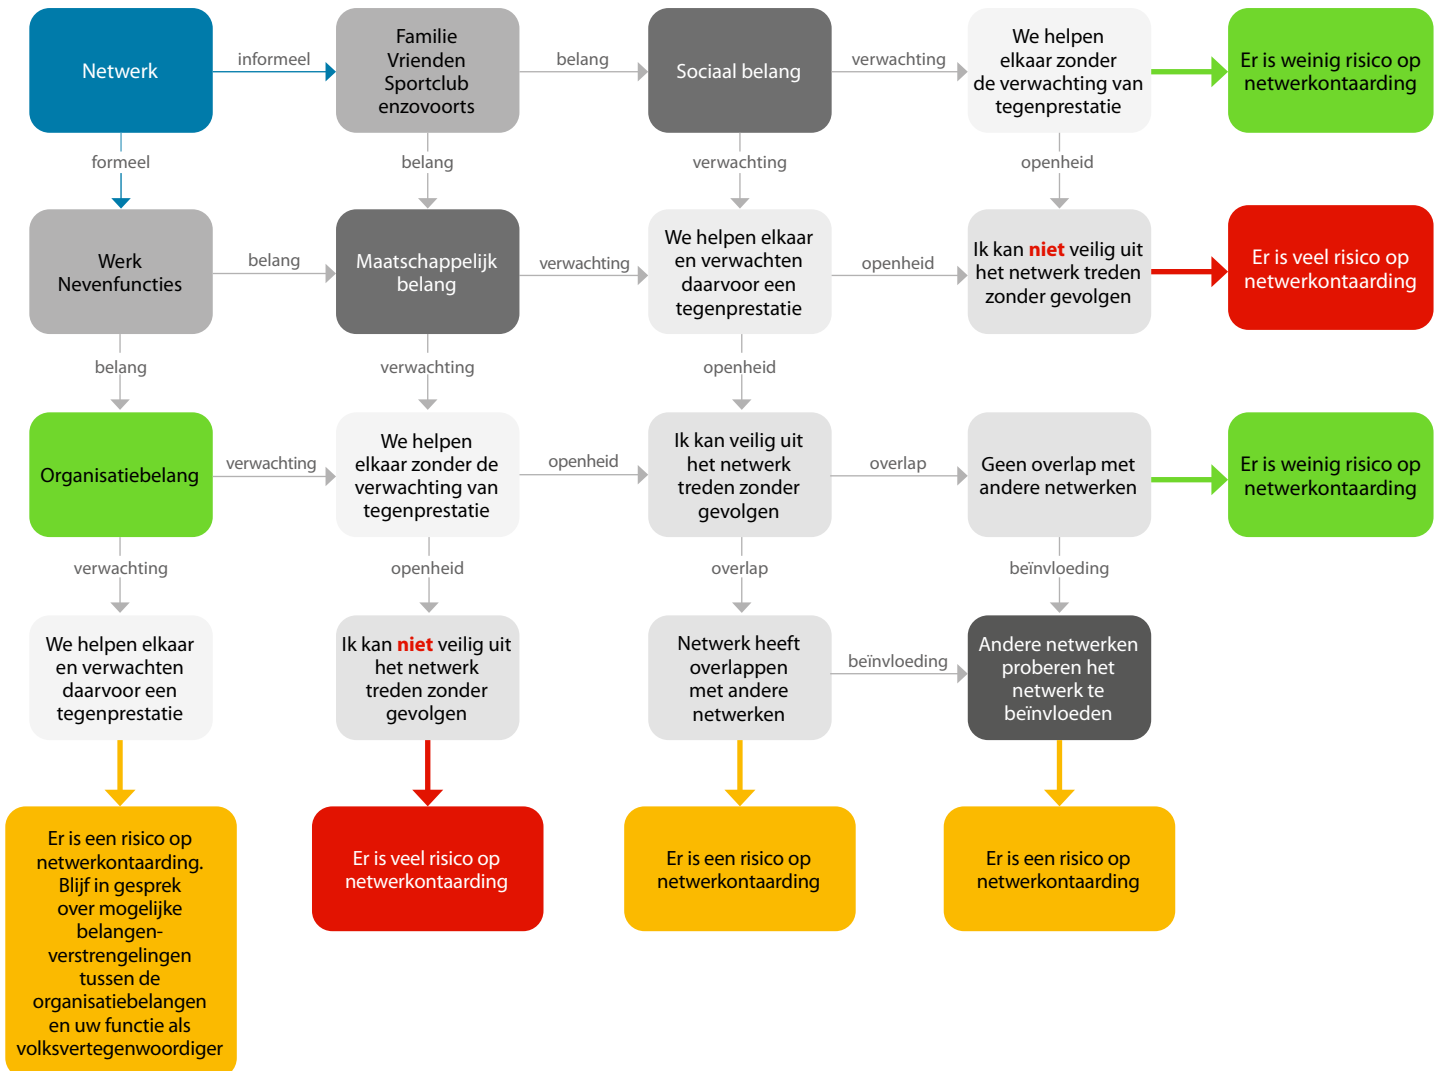 Netwerk
informeel
Familie
Vrienden
Sportclub
enzovoorts
belang
Sociaal belang
verwachting
We helpen
elkaar zonder
de verwachting van
tegenprestatie
Er is weinig risico op
netwerkontaarding
formeel
belang
verwachting
openheid
Werk
Nevenfuncties
belang
Maatschappelijk
belang
verwachting
We helpen elkaar
en verwachten
daarvoor een
tegenprestatie
openheid
Ik kan niet veilig uit
het netwerk treden
zonder gevolgen
Er is veel risico op
netwerkontaarding
belang
verwachting
openheid
Organisatiebelang
verwachting
We helpen
elkaar zonder de
verwachting van
tegenprestatie
openheid
Ik kan veilig uit
het netwerk
treden zonder
gevolgen
overlap
Geen overlap met
andere netwerken
Er is weinig risico op
netwerkontaarding
verwachting
openheid
overlap
beïnvloeding
We helpen elkaar
en verwachten
daarvoor een
tegenprestatie
Ik kan niet veilig uit
het netwerk
treden zonder
gevolgen
Netwerk heeft
overlappen
met andere
netwerken
beïnvloeding
Andere netwerken
proberen het
netwerk te
beïnvloeden
Er is een risico op
netwerkontaarding.
Blijf in gesprek
over mogelijke
belangen-
verstrengelingen
tussen de
organisatiebelangen
en uw functie als
volksvertegenwoordiger
Er is veel risico op
netwerkontaarding
Er is een risico op
netwerkontaarding
Er is een risico op
netwerkontaarding